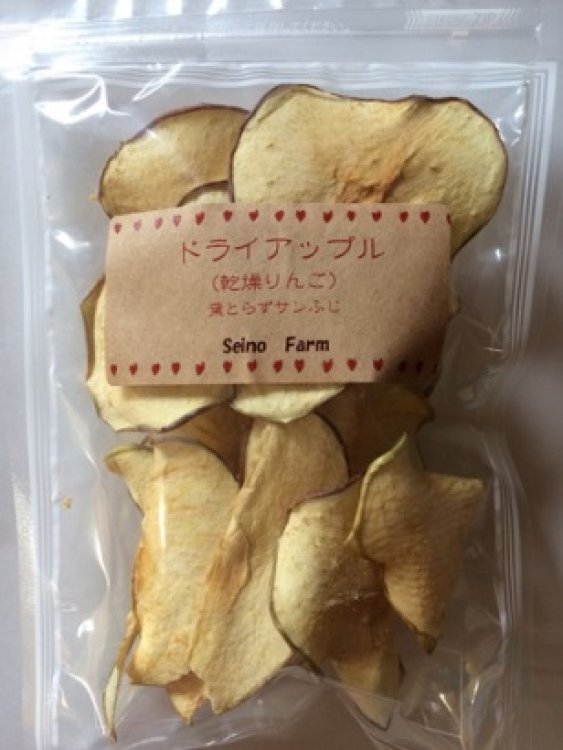 ドライアップル
(乾燥りんご)
葉とらずサンふじ
Seino Farm